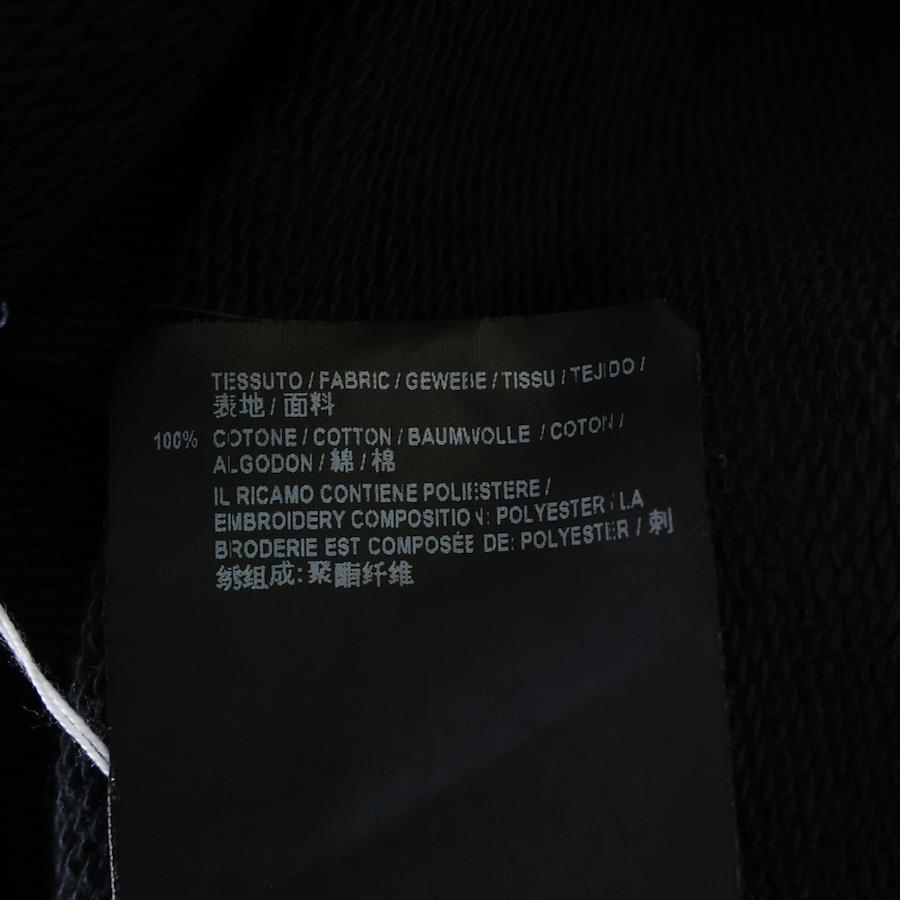 TESSUTO / FABRIC / GEWEBE / TISSU / TEJIDO /
表地 / 面料
100% COTONE / COTTON / BAUMWOLLE / COTON /
ALGODON / 綿 / 棉
IL RICAMO CONTIENE POLIESTERE /
EMBROIDERY COMPOSITION: POLYESTER / LA
BRODERIE EST COMPOSÉE DE: POLYESTER / 刺
绣组成: 聚酯纤维